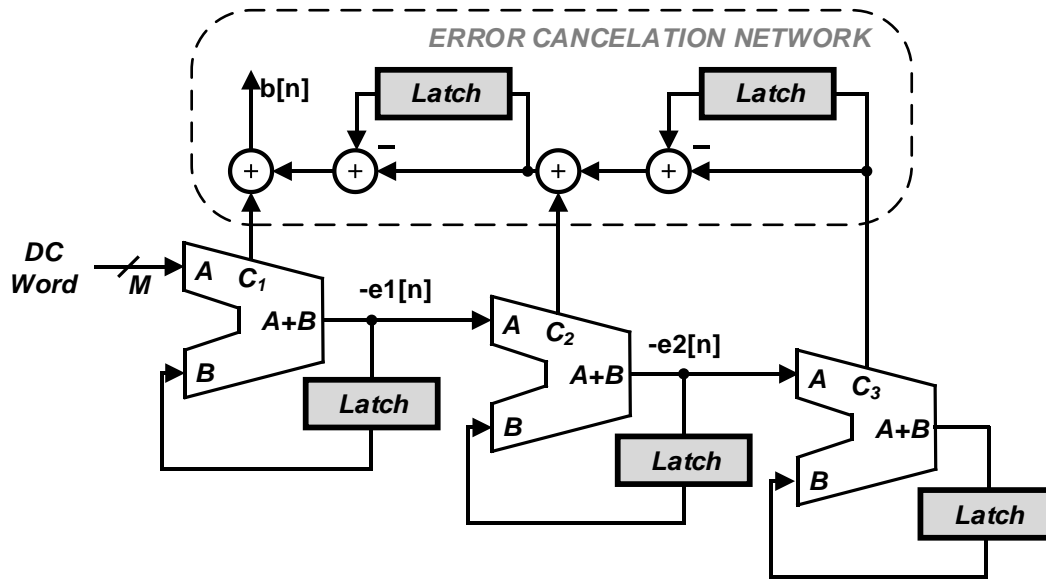 ERROR CANCELATION NETWORK
b[n]
Latch
Latch
−
−
+
+
+
+
DC
Word
M
A
C1
A+B
B
-e1[n]
Latch
A
C2
A+B
B
-e2[n]
Latch
A
C3
A+B
B
Latch